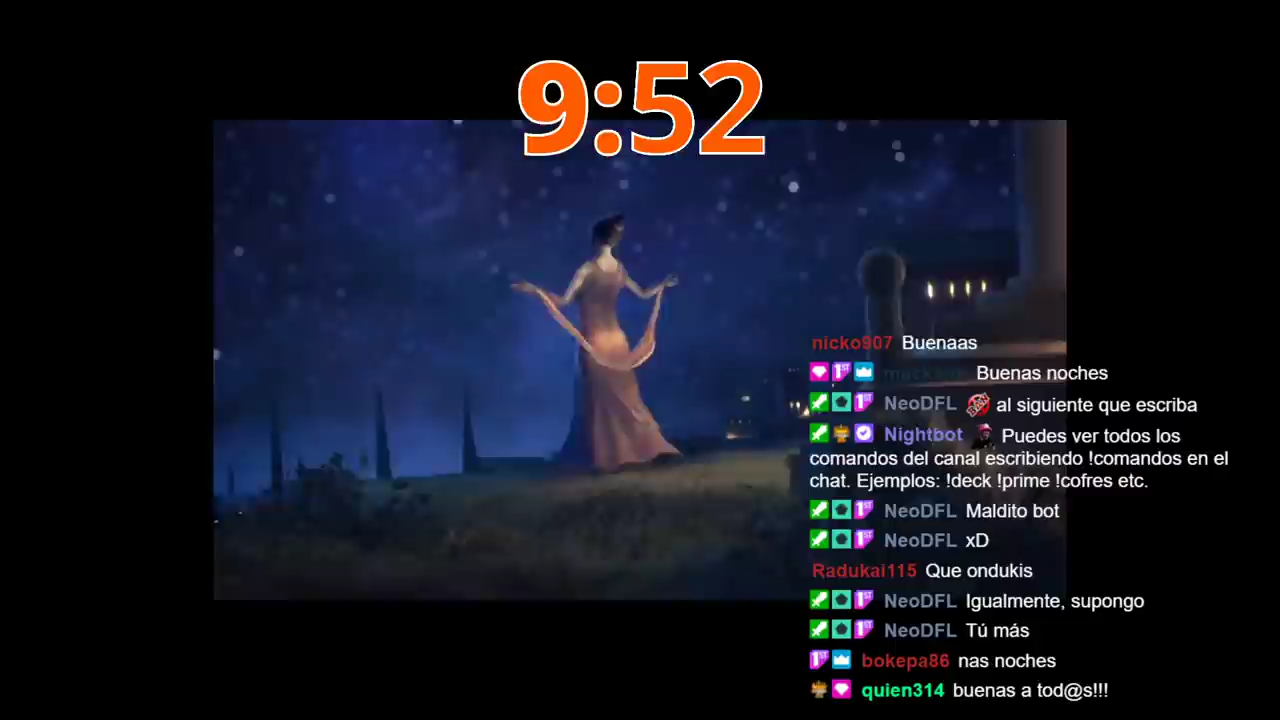 9:52
nicko907 Buenaas
Buenas noches
NeoDFL al siguiente que escriba
Nightbot Puedes ver todos los
comandos del canal escribiendo !comandos en el
chat. Ejemplos: !deck !prime !cofres etc.
NeoDFL Maldito bot
NeoDFL xD
Radukai115 Que ondukis
NeoDFL Igualmente, supongo
NeoDFL Tú más
bokepa86 nas noches
quien314 buenas a tod@s!!!